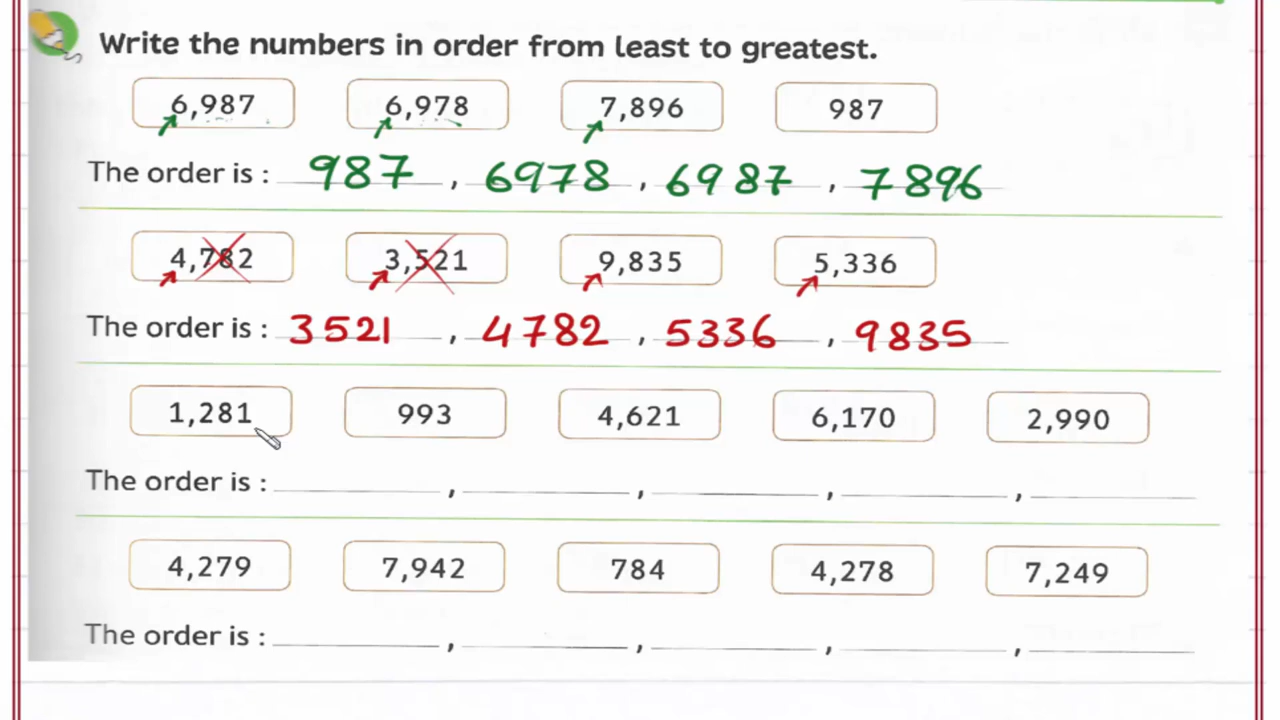 Write the numbers in order from least to greatest.
6,987 6,978 7,896 987
The order is : 987 , 6978 , 6987 , 7896
4,782 3,521 9,835 5,336
The order is : 3521 , 4782 , 5336 , 9835
1,281 993 4,621 6,170 2,990
The order is : , , , ,
4,279 7,942 784 4,278 7,249
The order is : , , , ,